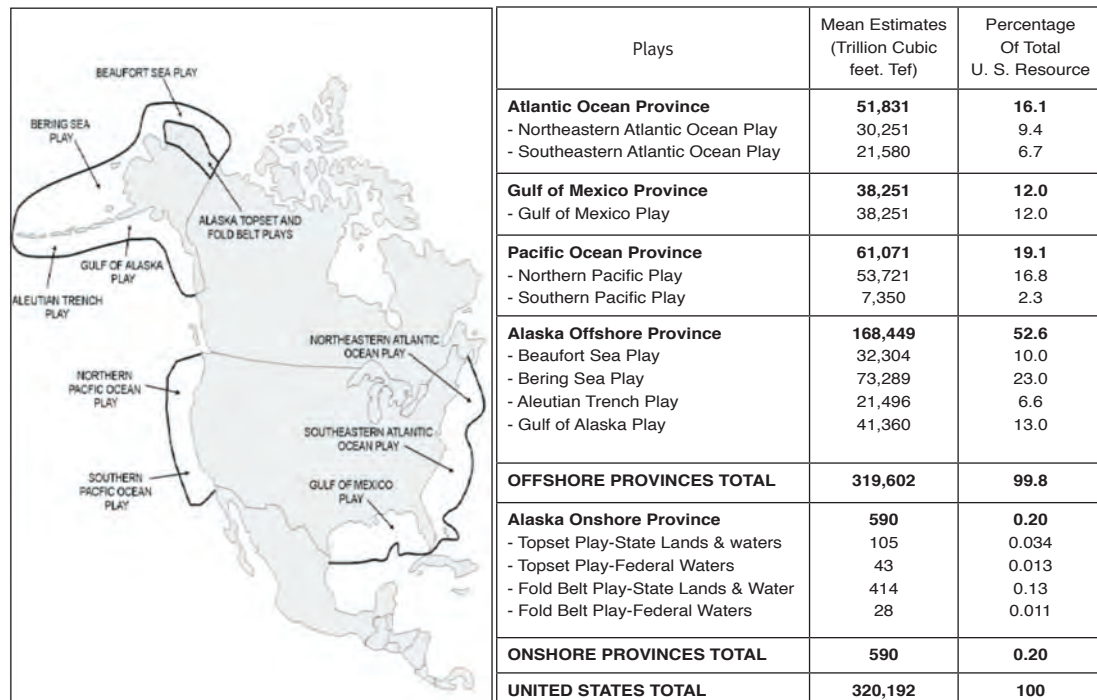 BEAUFORT SEA PLAY
BERING SEA
PLAY
ALASKA TOPSET AND
FOLD BELT PLAYS
GULF OF ALASKA
PLAY
ALEUTIAN TRENCH
PLAY
NORTHEASTERN ATLANTIC
OCEAN PLAY
NORTHERN
PACFIC OCEAN
PLAY
SOUTHEASTERN ATLANTIC
OCEAN PLAY
SOUTHERN
PACIFIC OCEAN
PLAY
GULF OF MEXICO
PLAY
Plays
Mean Estimates
(Trillion Cubic
feet. Tef)
Percentage
Of Total
U. S. Resource
Atlantic Ocean Province 51,831 16.1
- Northeastern Atlantic Ocean Play 30,251 9.4
- Southeastern Atlantic Ocean Play 21,580 6.7
Gulf of Mexico Province 38,251 12.0
- Gulf of Mexico Play 38,251 12.0
Pacific Ocean Province 61,071 19.1
- Northern Pacific Play 53,721 16.8
- Southern Pacific Play 7,350 2.3
Alaska Offshore Province 168,449 52.6
- Beaufort Sea Play 32,304 10.0
- Bering Sea Play 73,289 23.0
- Aleutian Trench Play 21,496 6.6
- Gulf of Alaska Play 41,360 13.0
OFFSHORE PROVINCES TOTAL 319,602 99.8
Alaska Onshore Province 590 0.20
- Topset Play-State Lands & waters 105 0.034
- Topset Play-Federal Waters 43 0.013
- Fold Belt Play-State Lands & Water 414 0.13
- Fold Belt Play-Federal Waters 28 0.011
ONSHORE PROVINCES TOTAL 590 0.20
UNITED STATES TOTAL 320,192 100